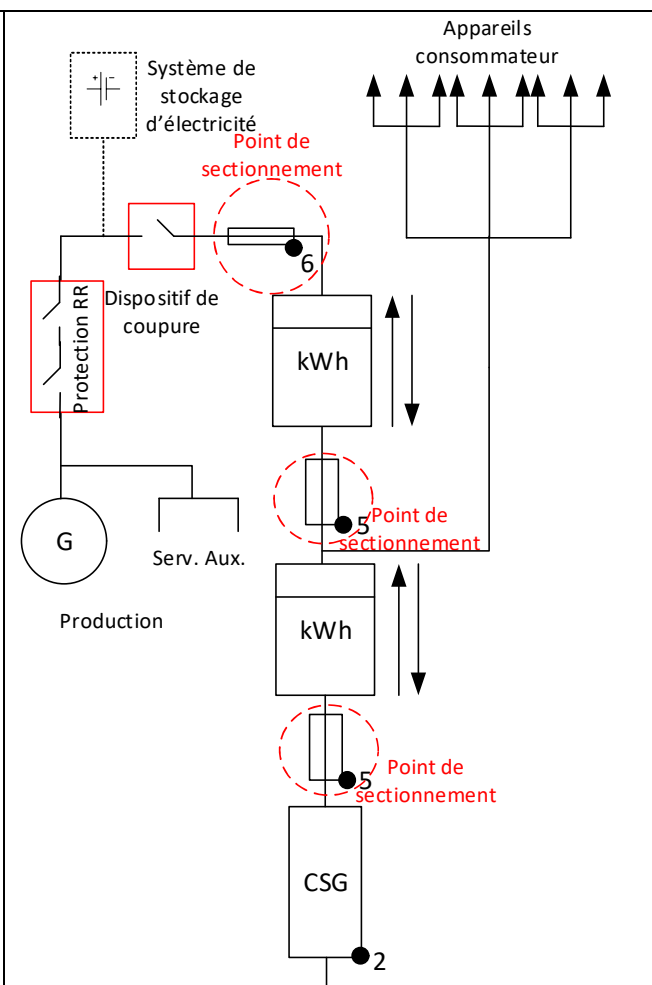 Appareils
consommateur
+ -
Système de
stockage
d'électricité
Point de
sectionnement
6
Dispositif de
coupure
Protection RR
kWh
5
Point de
sectionnement
G
Serv. Aux.
Production
kWh
5
Point de
sectionnement
CSG
2